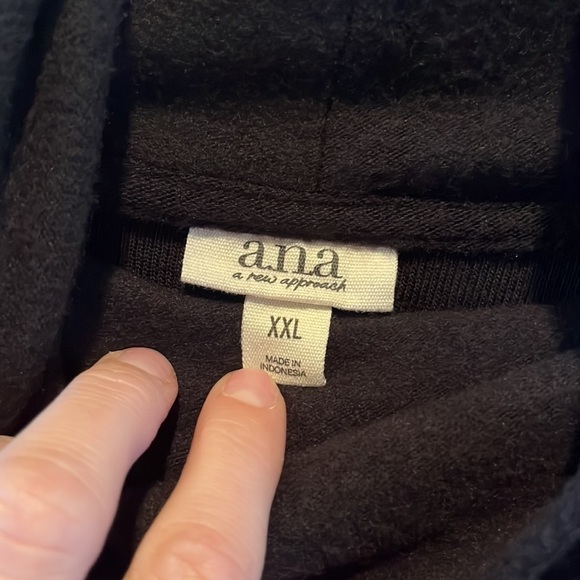 a.n.a
a new approach
XXL
MADE IN
INDONESIA